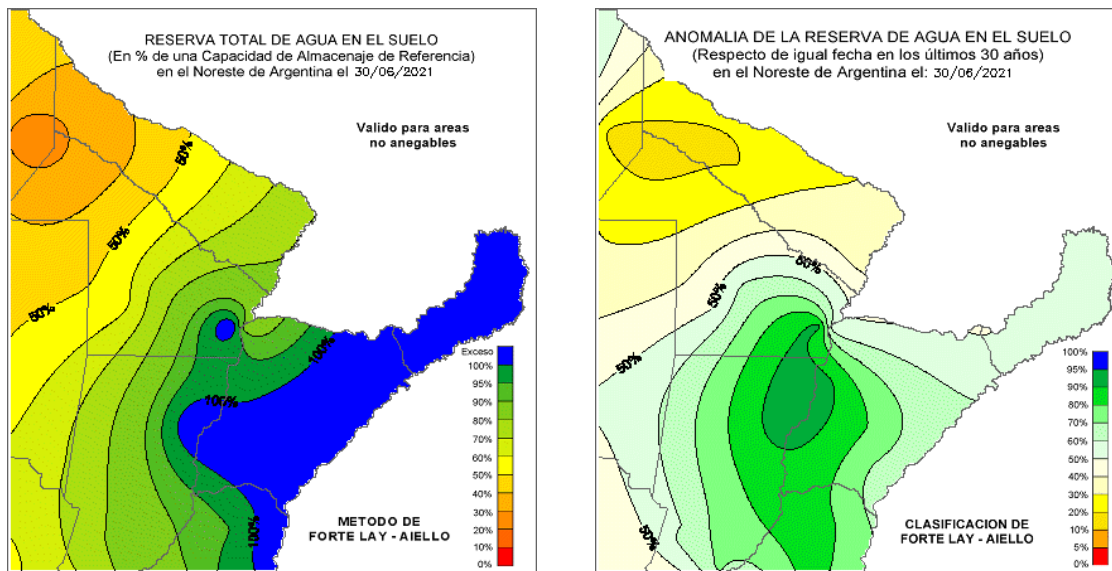 RESERVA TOTAL DE AGUA EN EL SUELO
(En % de una Capacidad de Almacenaje de Referencia)
en el Noreste de Argentina el 30/06/2021
Valido para areas
no anegables
50%
50%
50%
100%
100%
100%
Exceso
100%
95%
90%
80%
70%
60%
50%
40%
30%
20%
10%
0%
METODO DE
FORTE LAY - AIELLO
ANOMALIA DE LA RESERVA DE AGUA EN EL SUELO
(Respecto de igual fecha en los últimos 30 años)
en el Noreste de Argentina el: 30/06/2021
Valido para areas
no anegables
50%
50%
50%
50%
100%
95%
90%
80%
70%
60%
50%
40%
30%
20%
10%
5%
0%
CLASIFICACION DE
FORTE LAY - AIELLO